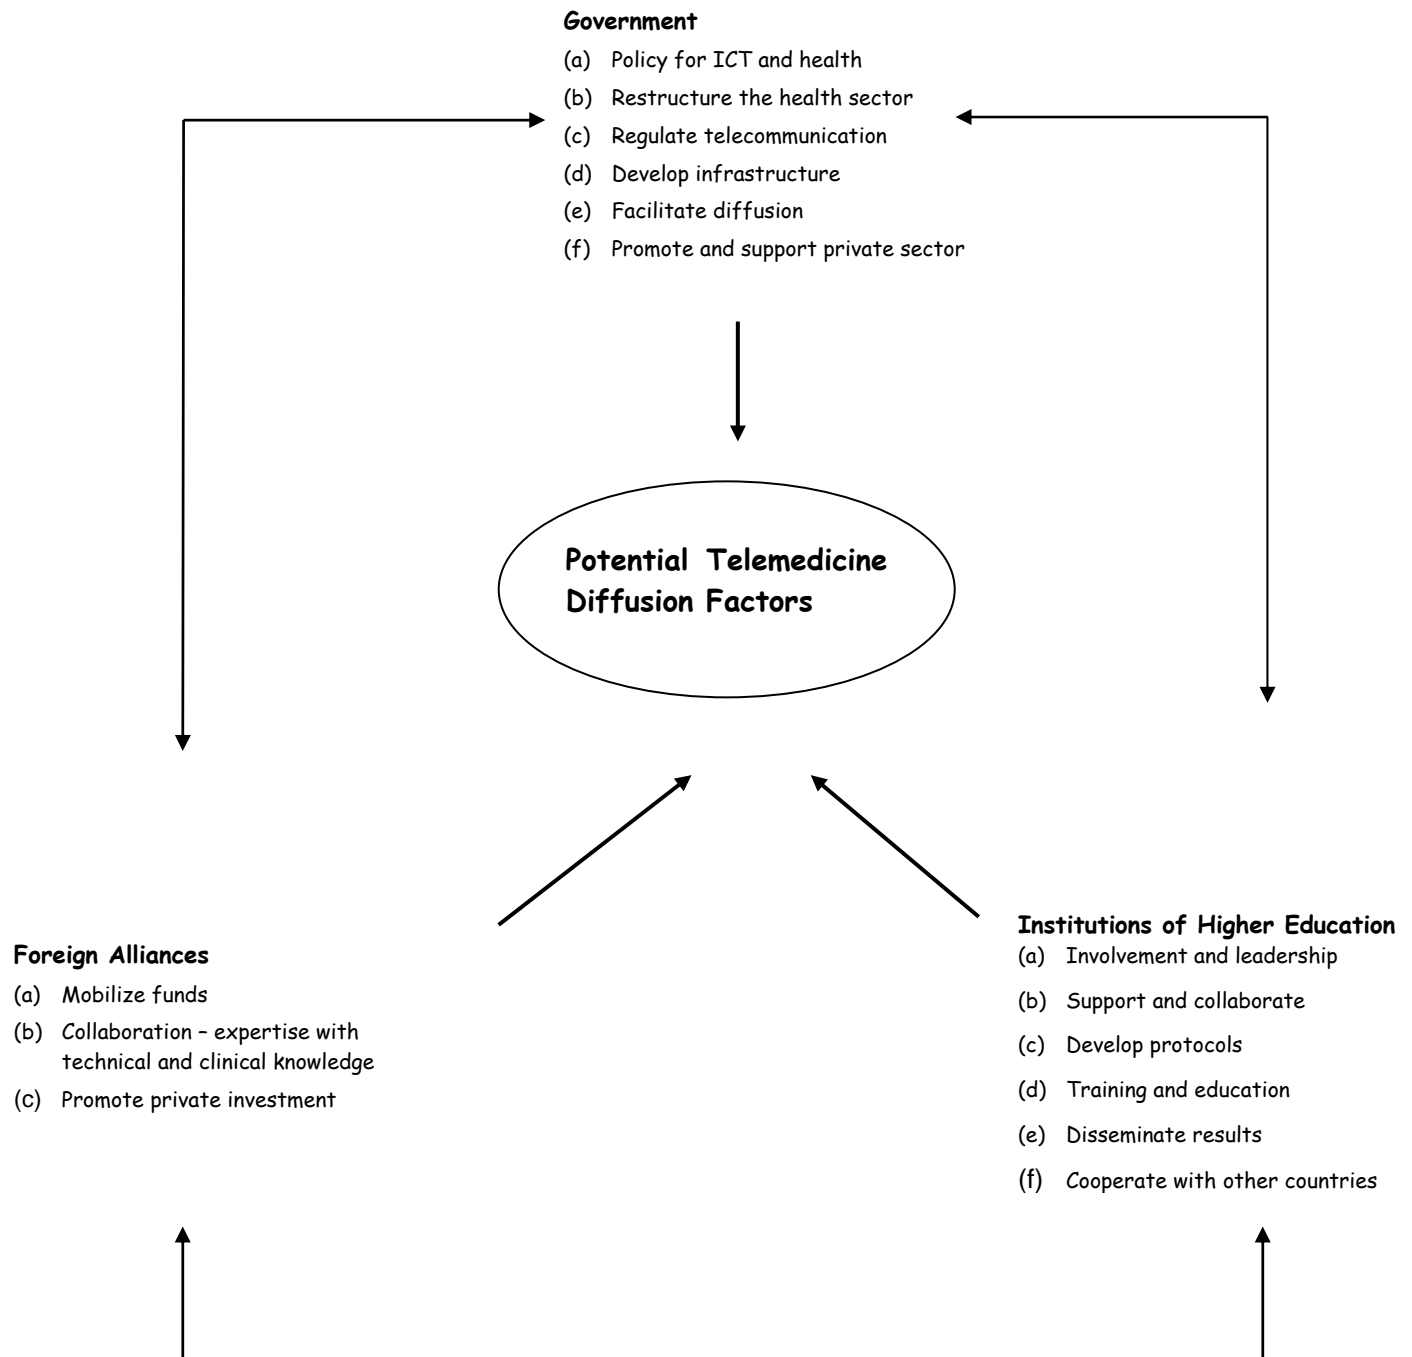 Government
(a) Policy for ICT and health
(b) Restructure the health sector
(c) Regulate telecommunication
(d) Develop infrastructure
(e) Facilitate diffusion
(f) Promote and support private sector
Potential Telemedicine
Diffusion Factors
Foreign Alliances
(a) Mobilize funds
(b) Collaboration – expertise with
technical and clinical knowledge
(c) Promote private investment
Institutions of Higher Education
(a) Involvement and leadership
(b) Support and collaborate
(c) Develop protocols
(d) Training and education
(e) Disseminate results
(f) Cooperate with other countries